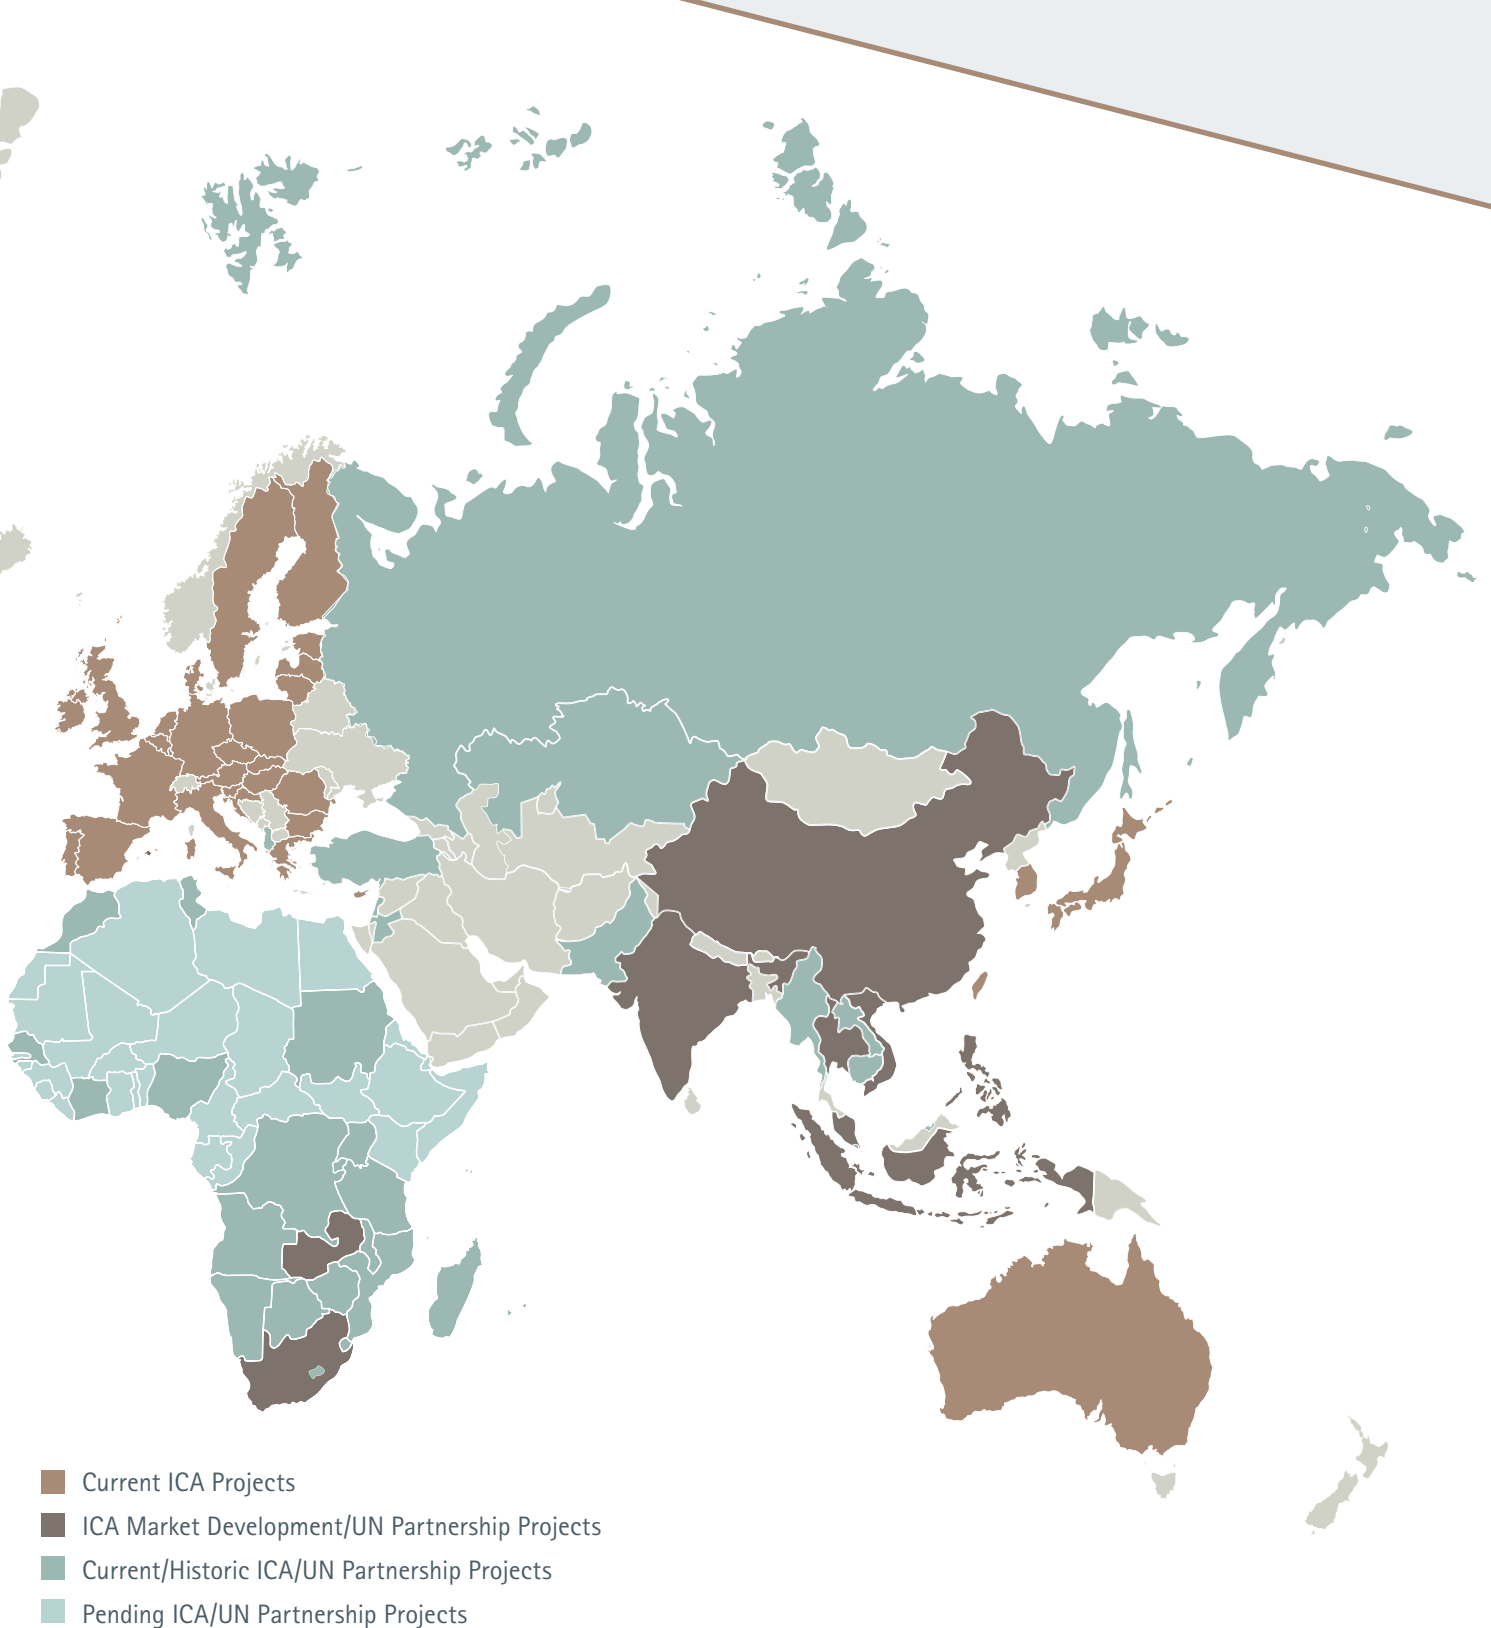 Current ICA Projects
ICA Market Development/UN Partnership Projects
Current/Historic ICA/UN Partnership Projects
Pending ICA/UN Partnership Projects